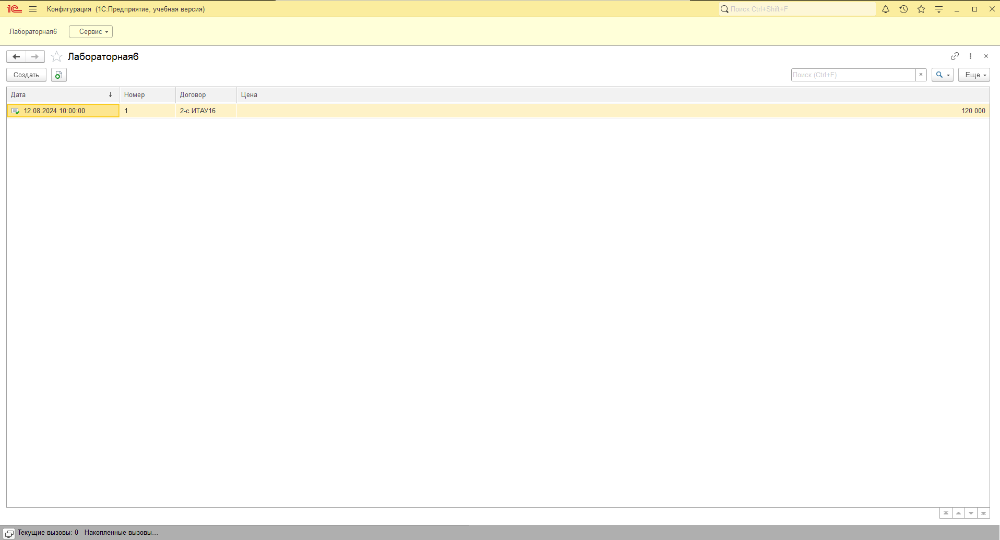 1С Конфигурация (1С:Предприятие, учебная версия) Поиск Ctrl+Shift+F
Лабораторная6 Сервис
Лабораторная6
Создать Поиск (Ctrl+F) × Еще
Дата ↓ Номер Договор Цена
12.08.2024 10:00:00 1 2-с ИТАУ16 120 000
Текущие вызовы: 0 Накопленные вызовы...